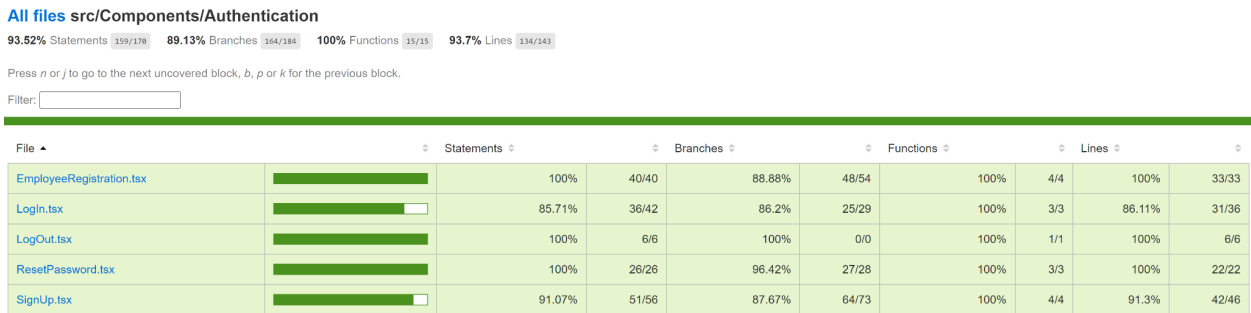 All files src/Components/Authentication
93.52% Statements 159/170 89.13% Branches 164/184 100% Functions 15/15 93.7% Lines 134/143
Press n or j to go to the next uncovered block, b, p or k for the previous block.
Filter:
File Statements Branches Functions Lines
EmployeeRegistration.tsx 100% 40/40 88.88% 48/54 100% 4/4 100% 33/33
LogIn.tsx 85.71% 36/42 86.2% 25/29 100% 3/3 86.11% 31/36
LogOut.tsx 100% 6/6 100% 0/0 100% 1/1 100% 6/6
ResetPassword.tsx 100% 26/26 96.42% 27/28 100% 3/3 100% 22/22
SignUp.tsx 91.07% 51/56 87.67% 64/73 100% 4/4 91.3% 42/46